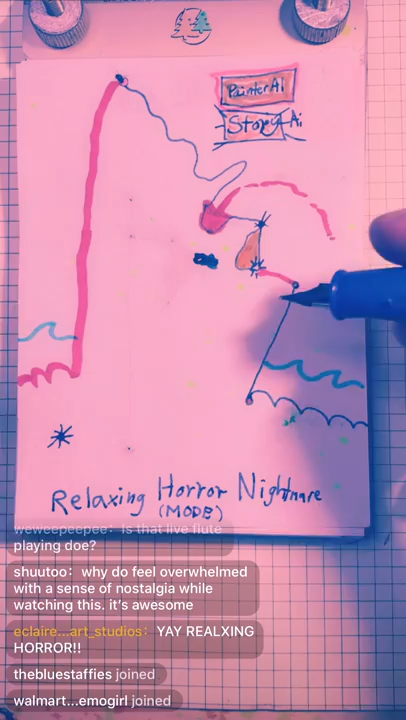 PainterAi
StoryAi
Relaxing Horror Nightmare
(MODE)
weweepeepee: Is that live flute
playing doe?
shuutoo: why do feel overwhelmed
with a sense of nostalgia while
watching this. it's awesome
eclaire...art_studios: YAY REALXING
HORROR!!
thebluestaffies joined
walmart...emogirl joined